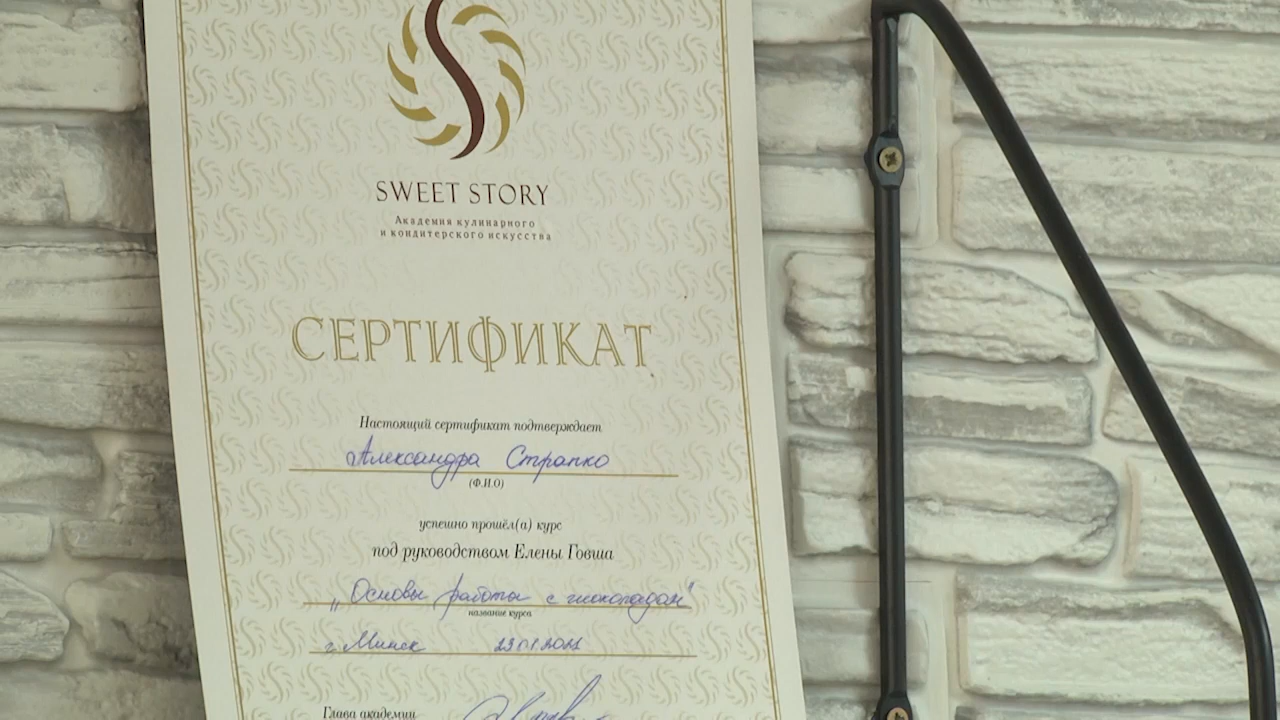 SWEET STORY
Академия кулинарного
и кондитерского искусства
СЕРТИФИКАТ
Настоящий сертификат подтверждает
Александра Страпко
(Ф.И.О)
успешно прошёл(а) курс
под руководством Елены Говша
„Основы работы с шоколадом"
название курса
г. Минск
Глава академии